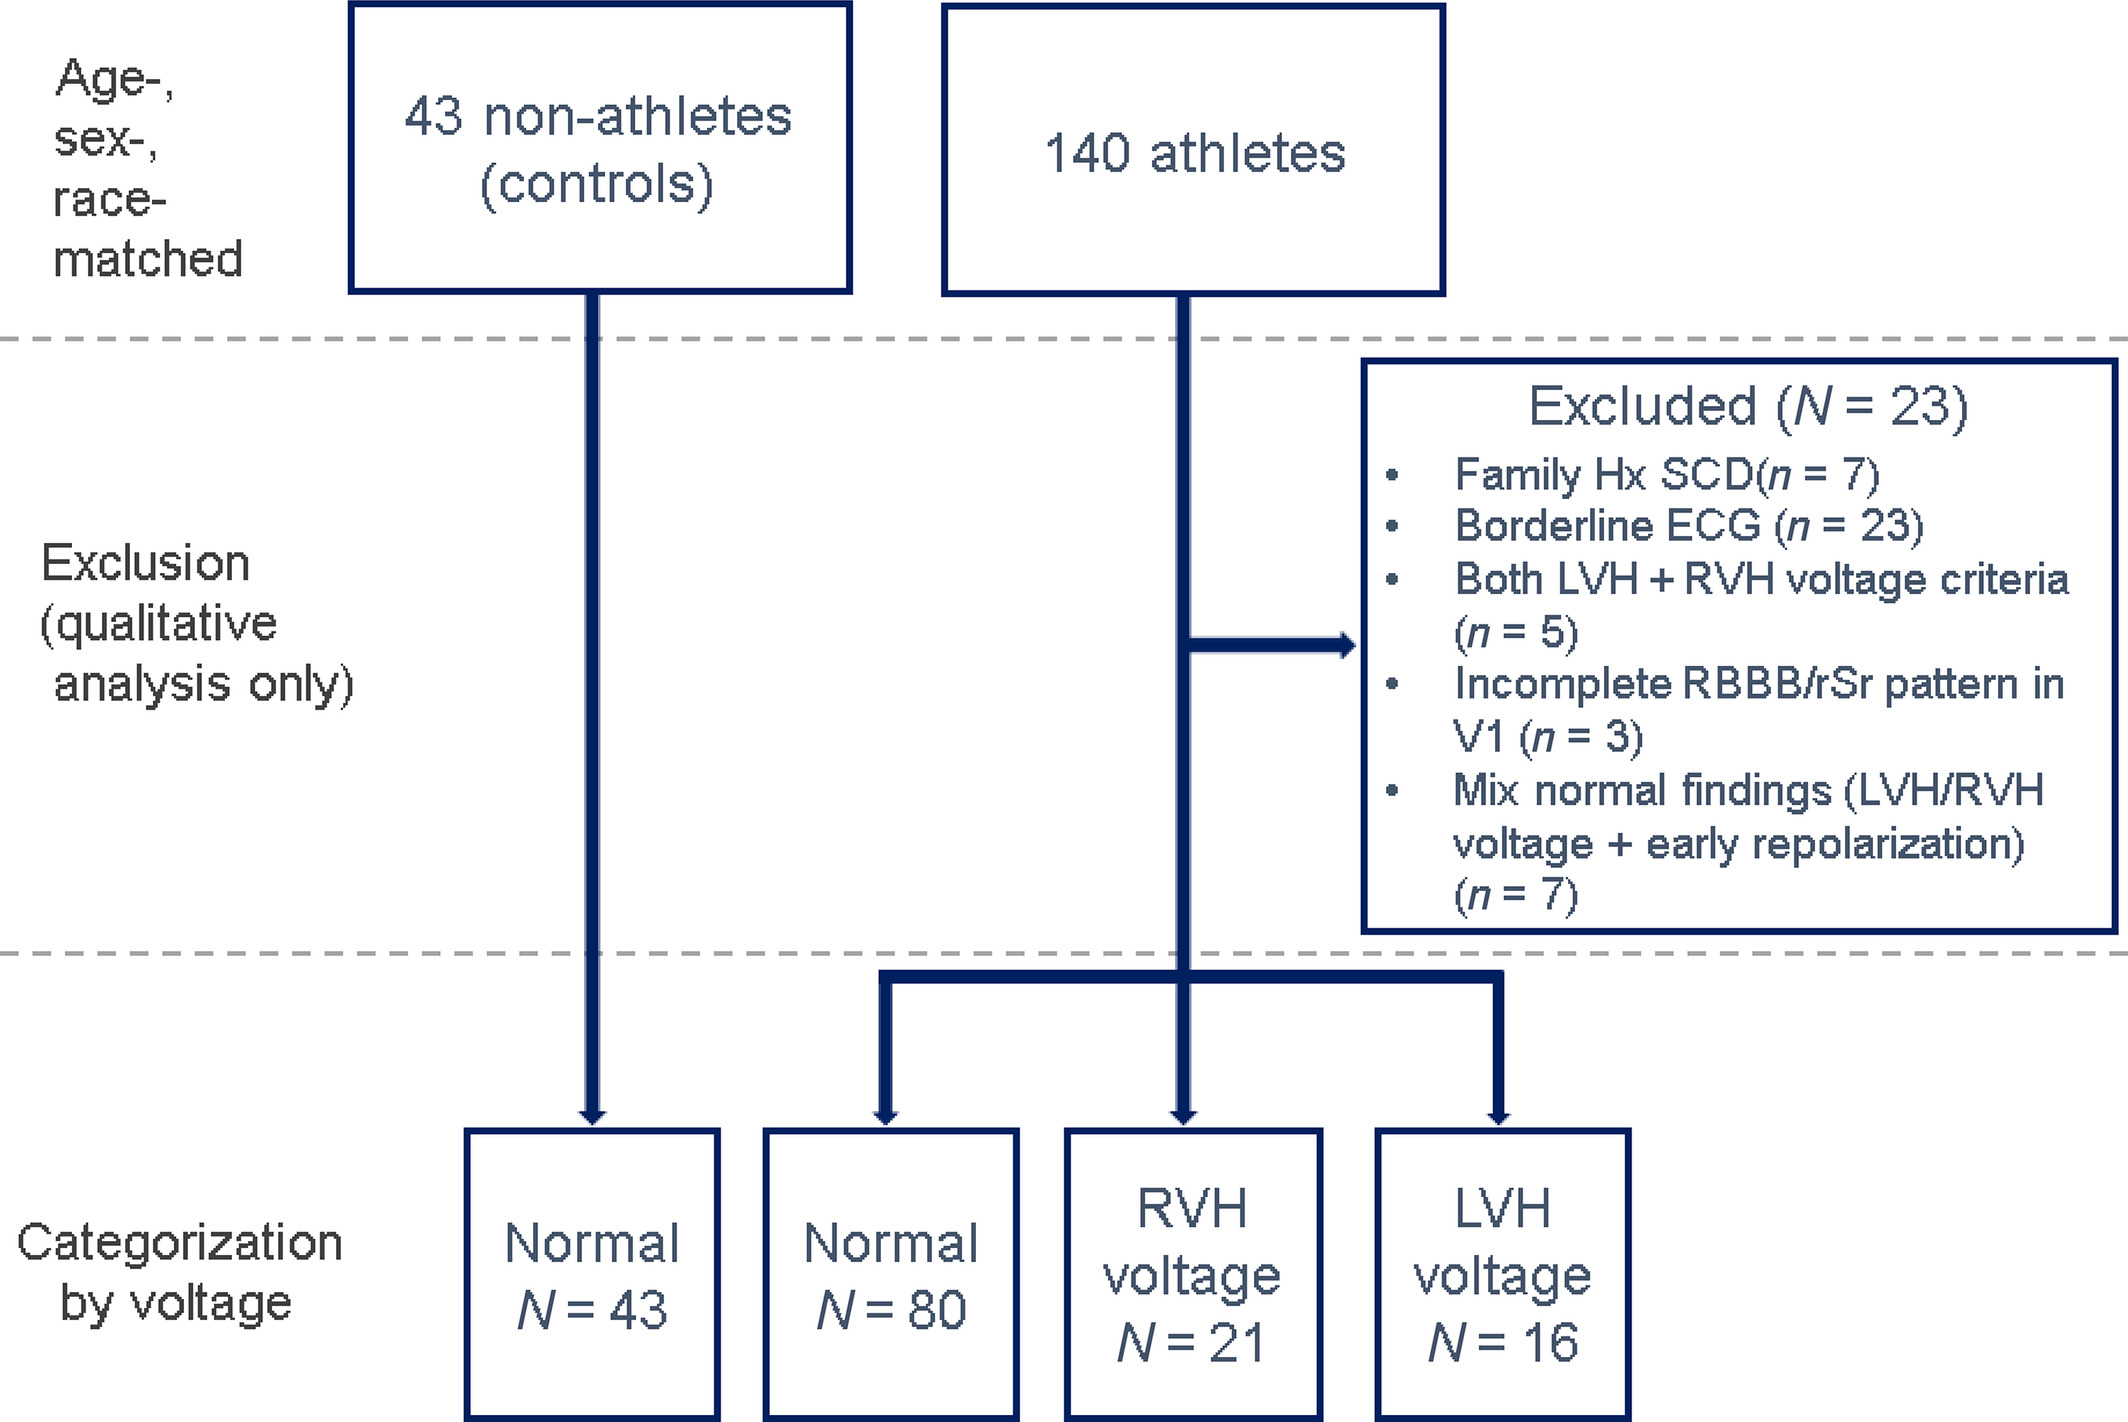 Age-,
sex-,
race-
matched
43 non-athletes
(controls)
140 athletes
Exclusion
(qualitative
analysis only)
Excluded (N = 23)
• Family Hx SCD(n = 7)
• Borderline ECG (n = 23)
• Both LVH + RVH voltage criteria
(n = 5)
• Incomplete RBBB/rSr pattern in
V1 (n = 3)
• Mix normal findings (LVH/RVH
voltage + early repolarization)
(n = 7)
Categorization
by voltage
Normal
N = 43
Normal
N = 80
RVH
voltage
N = 21
LVH
voltage
N = 16